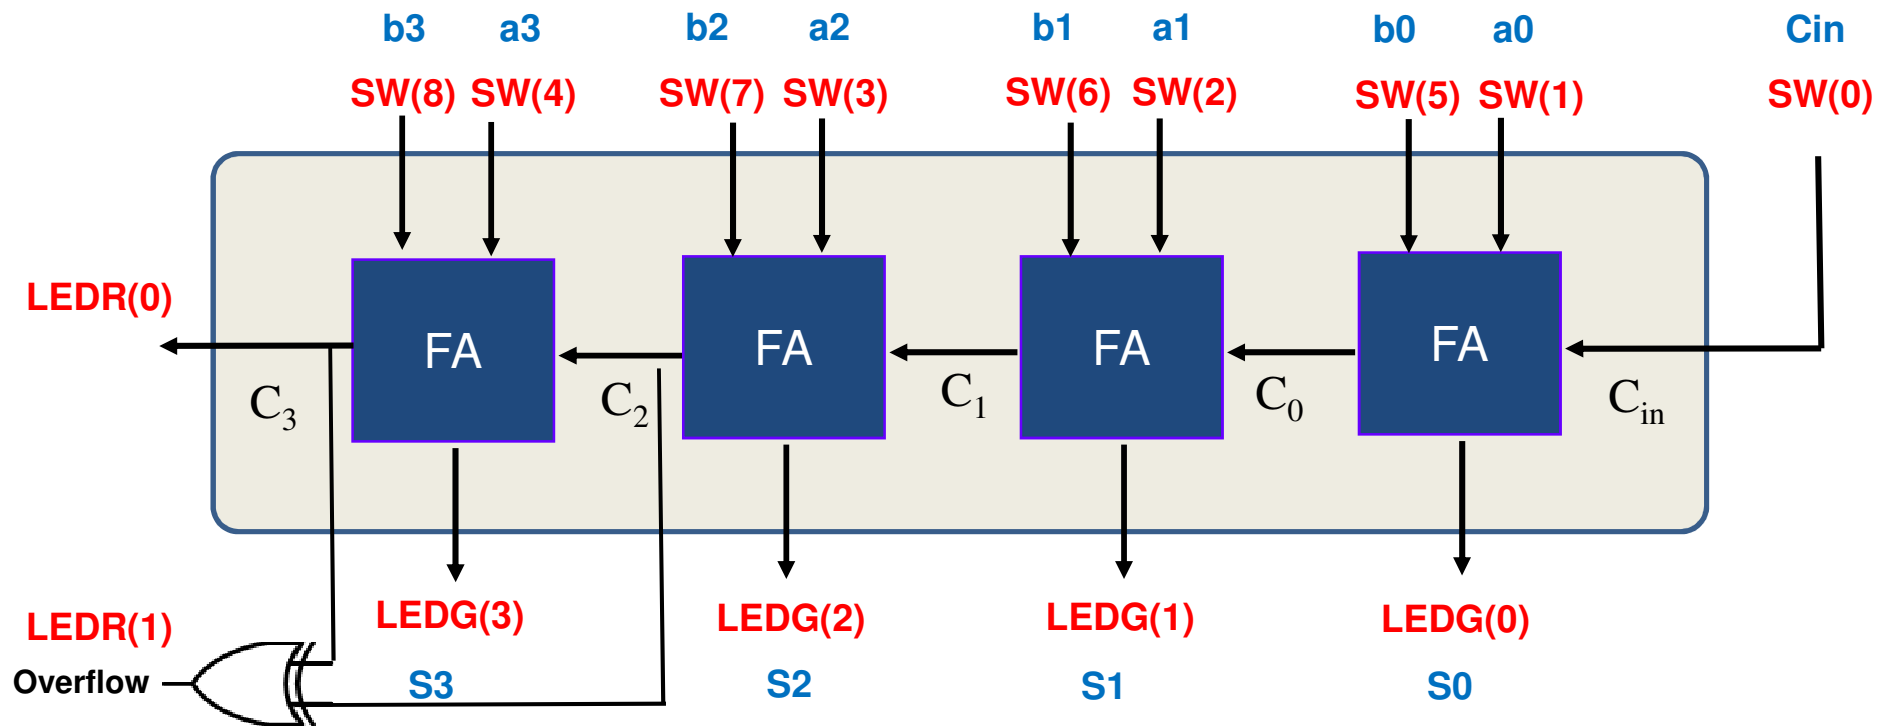 b3 a3 b2 a2 b1 a1 b0 a0 Cin
SW(8) SW(4) SW(7) SW(3) SW(6) SW(2) SW(5) SW(1) SW(0)
LEDR(0)
FA FA FA FA
C3 C2 C1 C0 Cin
LEDR(1) LEDG(3) LEDG(2) LEDG(1) LEDG(0)
Overflow S3 S2 S1 S0